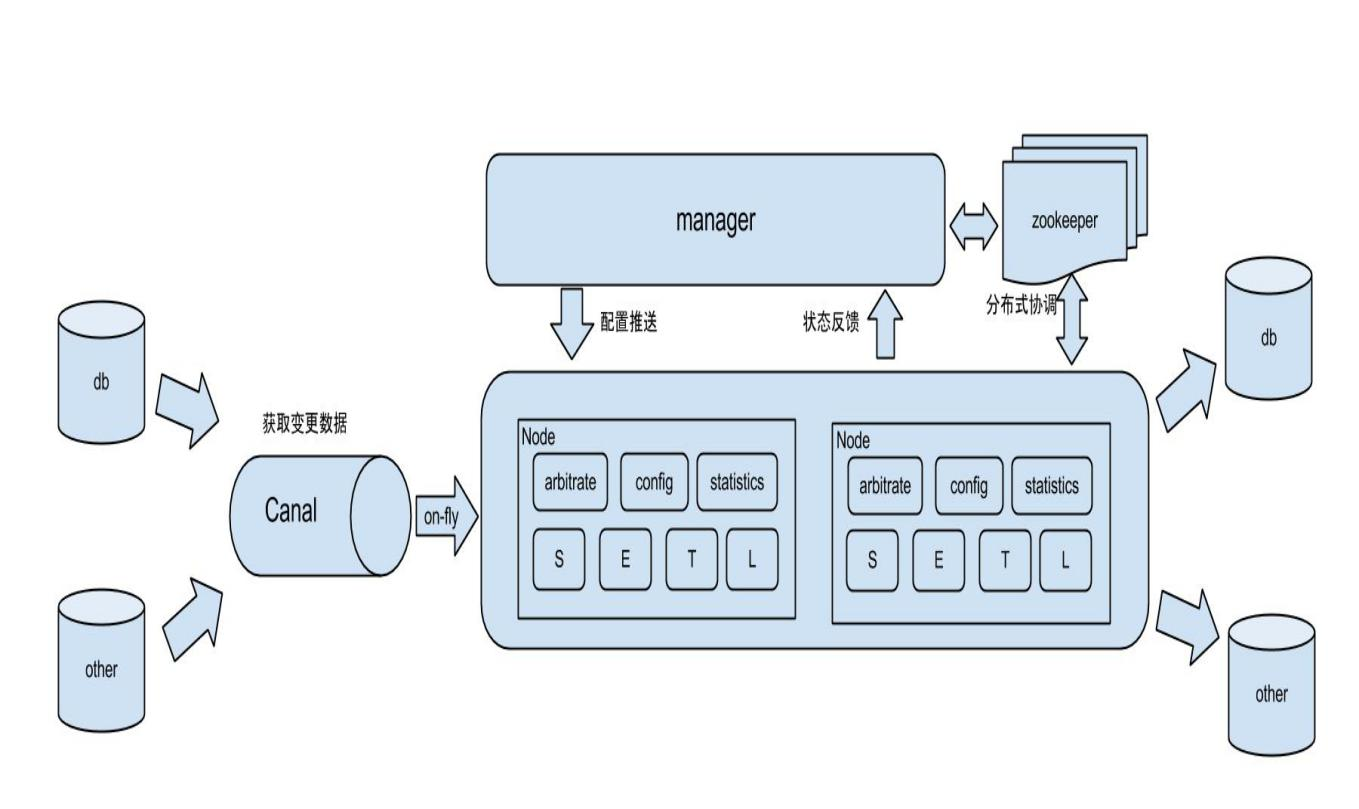 manager
zookeeper
配置推送
状态反馈
分布式协调
db
db
获取变更数据
Canal
on-fly
Node
arbitrate
config
statistics
S
E
T
L
Node
arbitrate
config
statistics
S
E
T
L
other
other